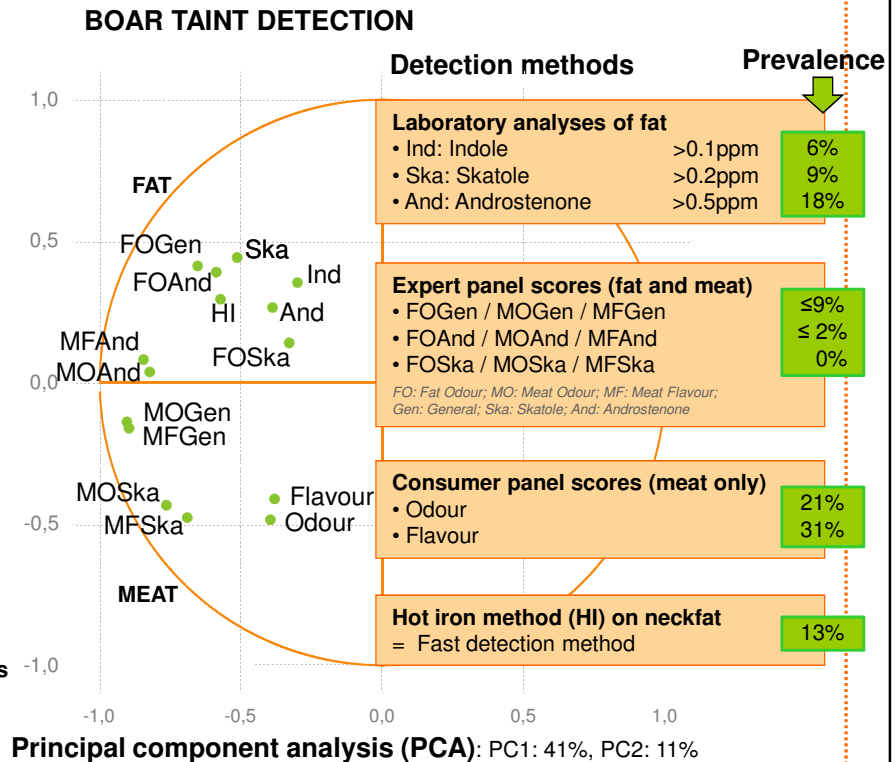 BOAR TAINT DETECTION
Detection methods
Prevalence
1,0
0,5
0,0
-0,5
-1,0
FAT
FOGen
Ska
FOAnd
Ind
HI
And
MFAnd
FOSka
MOAnd
MOGen
MFGen
MOSka
Flavour
MFSka
Odour
MEAT
s
Laboratory analyses of fat
• Ind: Indole >0.1ppm 6%
• Ska: Skatole >0.2ppm 9%
• And: Androstenone >0.5ppm 18%
Expert panel scores (fat and meat)
• FOGen / MOGen / MFGen ≤9%
• FOAnd / MOAnd / MFAnd ≤ 2%
• FOSka / MOSka / MFSka 0%
FO: Fat Odour; MO: Meat Odour; MF: Meat Flavour;
Gen: General; Ska: Skatole; And: Androstenone
Consumer panel scores (meat only)
• Odour 21%
• Flavour 31%
Hot iron method (HI) on neckfat
= Fast detection method 13%
-1,0 -0,5 0,0 0,5 1,0
Principal component analysis (PCA): PC1: 41%, PC2: 11%